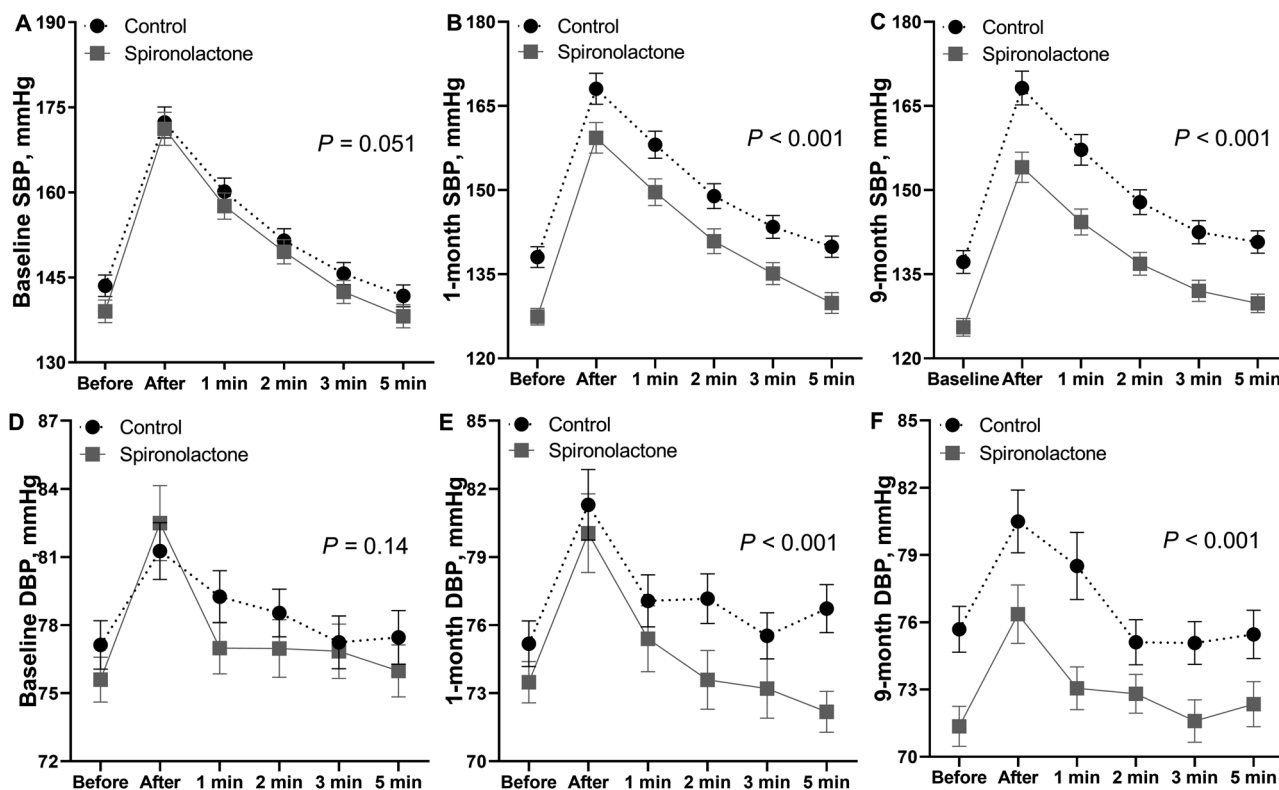 A
Control
Spironolactone
P = 0.051
Baseline SBP, mmHg
190
175
160
145
130
Before After 1 min 2 min 3 min 5 min
B
Control
Spironolactone
P < 0.001
1-month SBP, mmHg
180
165
150
135
120
Before After 1 min 2 min 3 min 5 min
C
Control
Spironolactone
P < 0.001
9-month SBP, mmHg
180
165
150
135
120
Baseline After 1 min 2 min 3 min 5 min
D
Control
Spironolactone
P = 0.14
Baseline DBP, mmHg
87
84
81
78
75
72
Before After 1 min 2 min 3 min 5 min
E
Control
Spironolactone
P < 0.001
1-month DBP, mmHg
85
82
79
76
73
70
Before After 1 min 2 min 3 min 5 min
F
Control
Spironolactone
P < 0.001
9-month DBP, mmHg
85
82
79
76
73
70
Before After 1 min 2 min 3 min 5 min